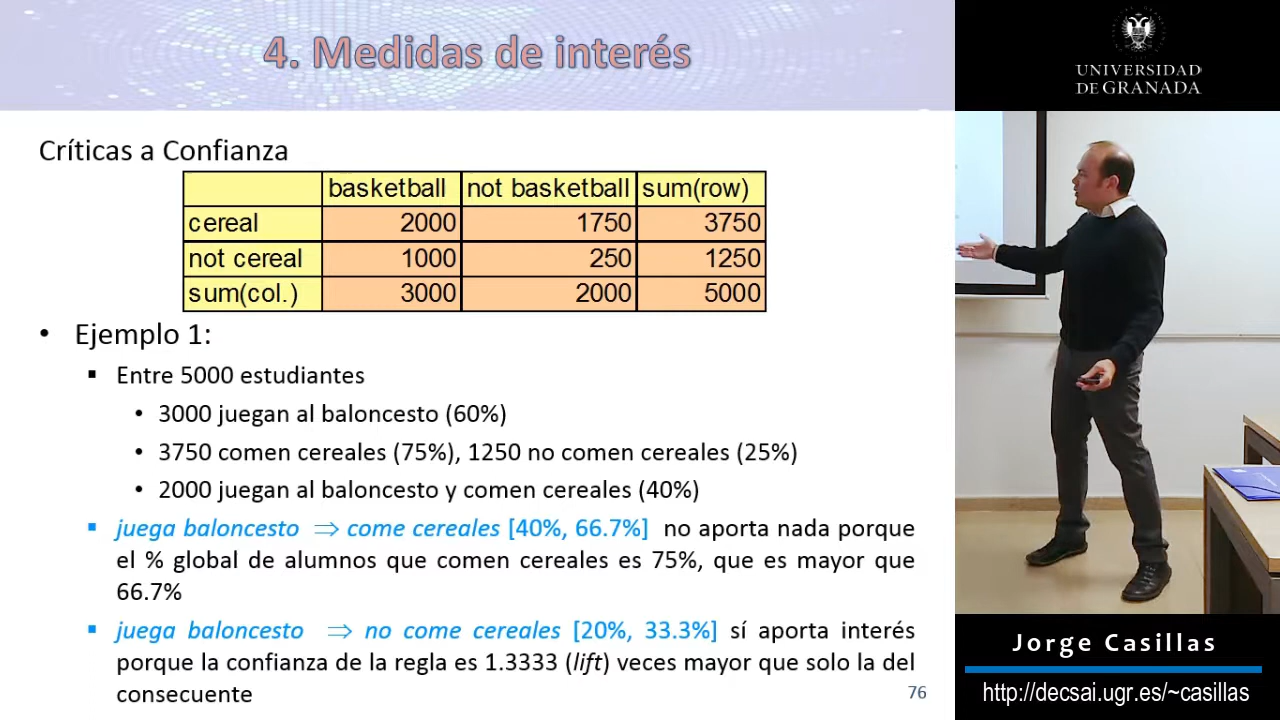 4. Medidas de interés
UNIVERSIDAD
DE GRANADA
Críticas a Confianza
basketball not basketball sum(row)
cereal 2000 1750 3750
not cereal 1000 250 1250
sum(col.) 3000 2000 5000
• Ejemplo 1:
▪ Entre 5000 estudiantes
• 3000 juegan al baloncesto (60%)
• 3750 comen cereales (75%), 1250 no comen cereales (25%)
• 2000 juegan al baloncesto y comen cereales (40%)
▪ juega baloncesto ⇒ come cereales [40%, 66.7%] no aporta nada porque
el % global de alumnos que comen cereales es 75%, que es mayor que
66.7%
▪ juega baloncesto ⇒ no come cereales [20%, 33.3%] sí aporta interés
porque la confianza de la regla es 1.3333 (lift) veces mayor que solo la del
consecuente
76
Jorge Casillas
http://decsai.ugr.es/~casillas